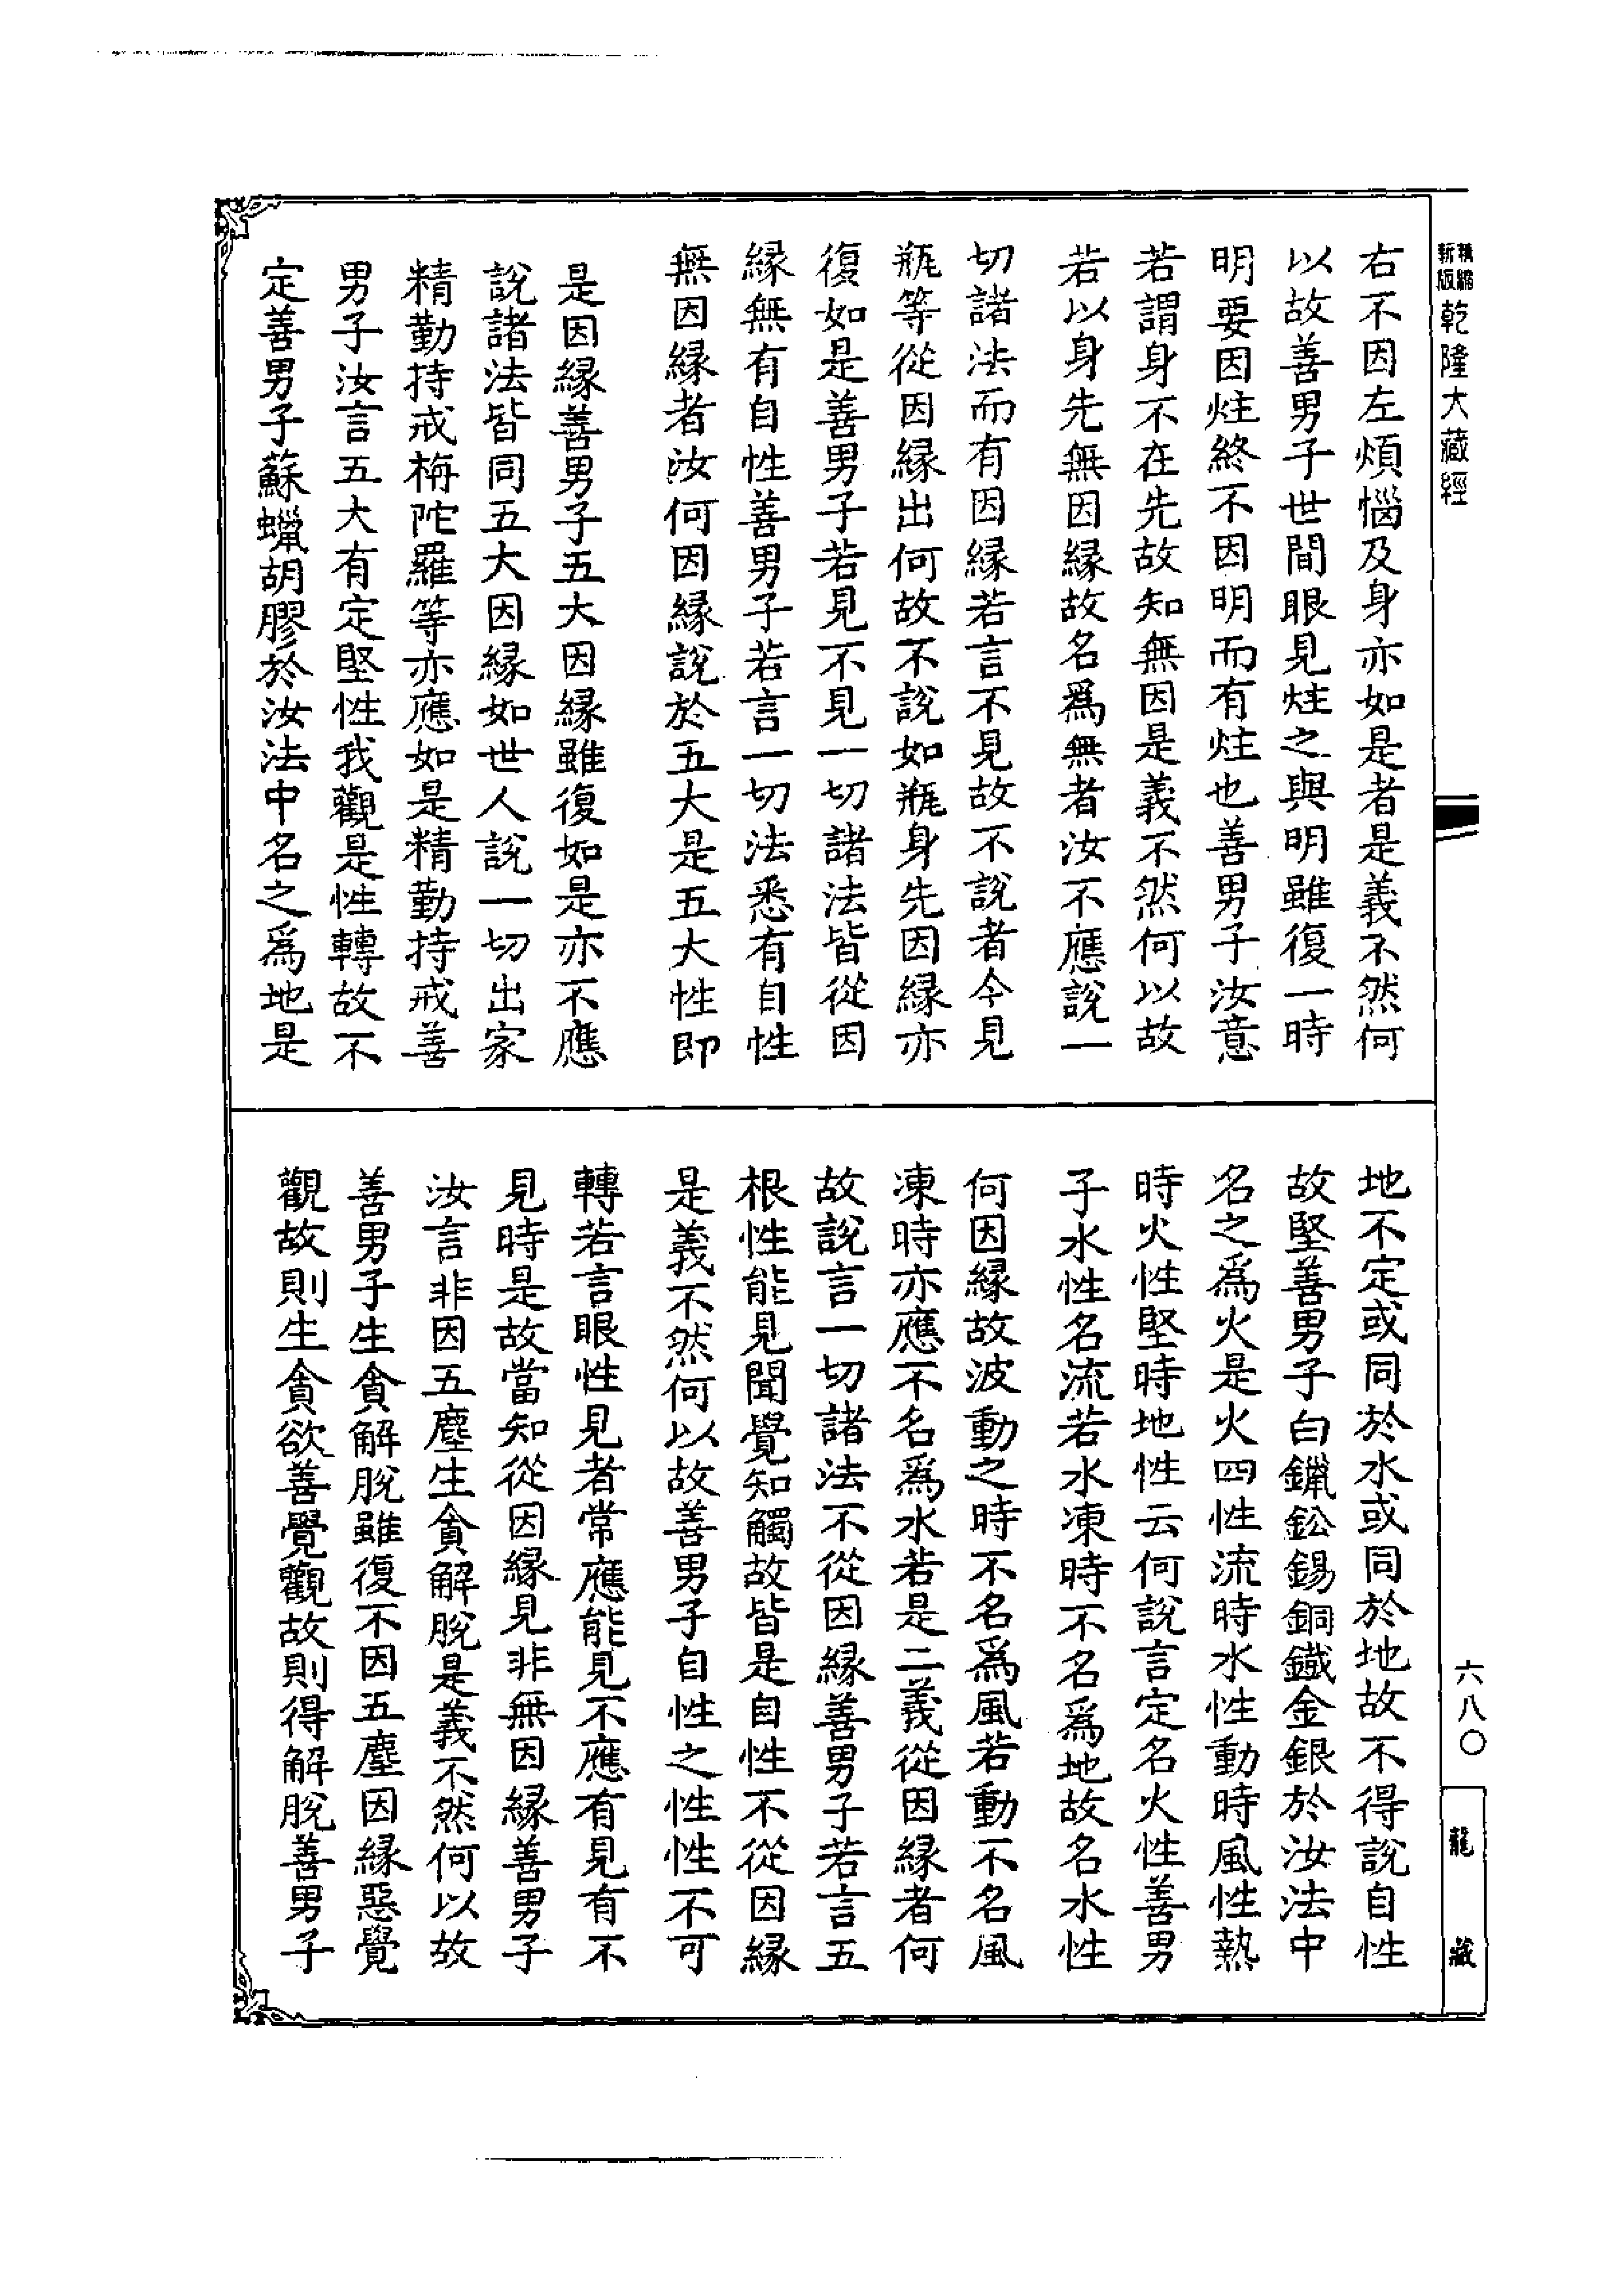 精縮
新版
乾隆大藏經
右不因左煩惱及身亦如是者是義不然何
以故善男子世間眼見炷之與明雖復一時
明要因炷終不因明而有炷也善男子汝意
若謂身不在先故知無因是義不然何以故
若以身先無因緣故名爲無者汝不應說一
切諸法而有因緣若言不見故不說者今見
瓶等從因緣出何故不說如瓶身先因緣亦
復如是善男子若見不見一切諸法皆從因
緣無有自性善男子若言一切法悉有自性
無因緣者汝何因緣說於五大是五大性即
是因緣善男子五大因緣雖復如是亦不應
說諸法皆同五大因緣如世人說一切出家
精勤持戒栴陀羅等亦應如是精勤持戒善
男子汝言五大有定堅性我觀是性轉故不
定善男子蘇蠟胡膠於汝法中名之爲地是
地不定或同於水或同於地故不得說自性
故堅善男子白鑞鈆錫銅鐵金銀於汝法中
名之爲火是火四性流時水性動時風性熱
時火性堅時地性云何說言定名火性善男
子水性名流若水凍時不名爲地故名水性
何因緣故波動之時不名爲風若動不名風
凍時亦應不名爲水若是二義從因緣者何
故說言一切諸法不從因緣善男子若言五
根性能見聞覺知觸故皆是自性不從因緣
是義不然何以故善男子自性之性性不可
轉若言眼性見者常應能見不應有見有不
見時是故當知從因緣見非無因緣善男子
汝言非因五塵生貪解脫是義不然何以故
善男子生貪解脫雖復不因五塵因緣惡覺
觀故則生貪欲善覺觀故則得解脫善男子
六八〇
龍藏